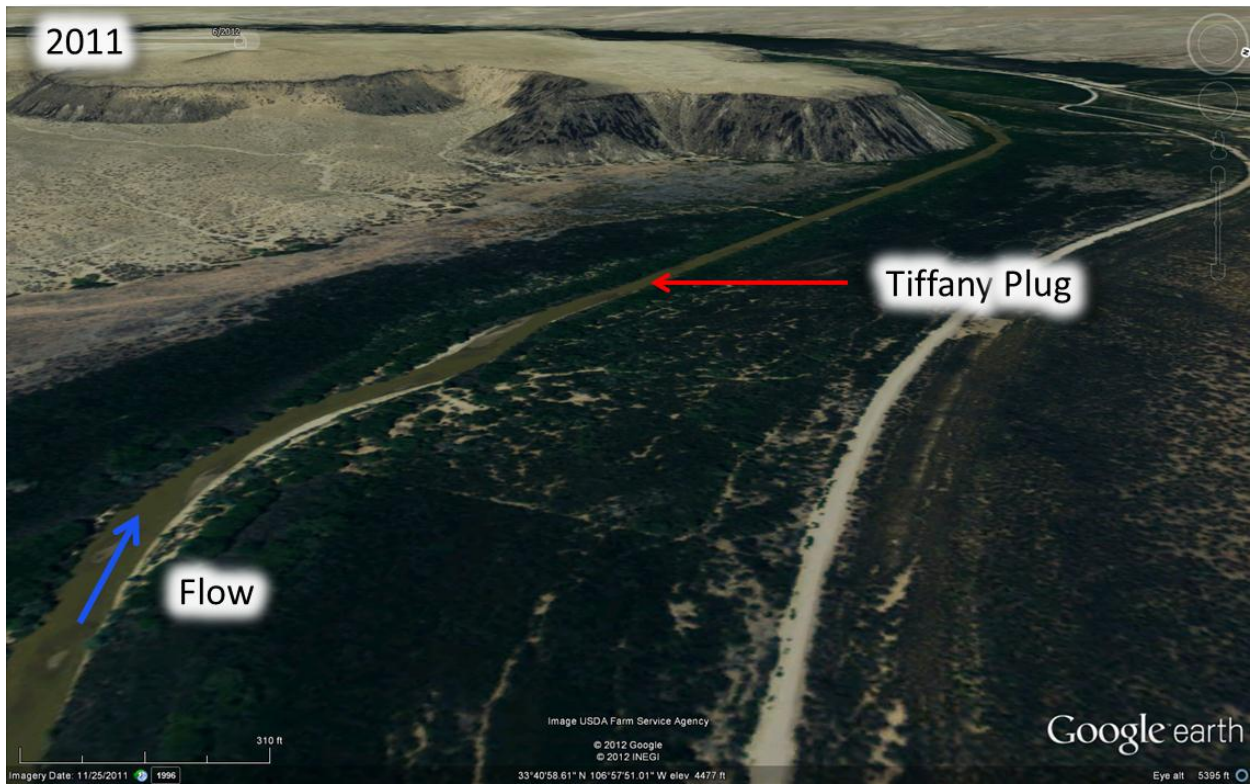 2011
6/2012
N
Tiffany Plug
Flow
310 ft
Image USDA Farm Service Agency
© 2012 Google
© 2012 INEGI
Google earth
Imagery Date: 11/25/2011 1996
33°40'58.61" N 106°57'51.01" W elev 4477 ft
Eye alt 5395 ft